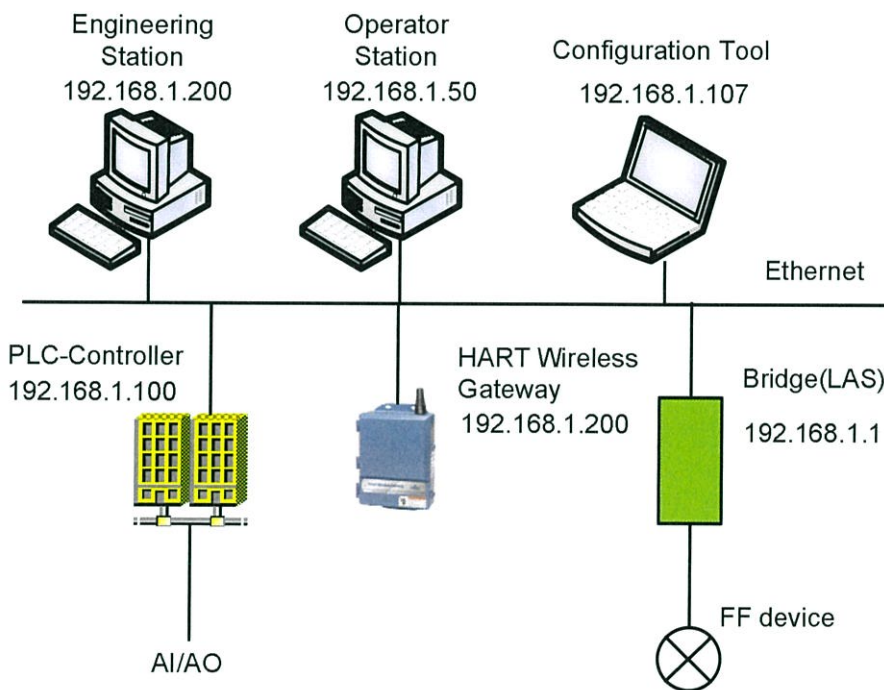 Engineering
Station
192.168.1.200
Operator
Station
192.168.1.50
Configuration Tool
192.168.1.107
Ethernet
PLC-Controller
192.168.1.100
HART Wireless
Gateway
192.168.1.200
Bridge(LAS)
192.168.1.1
FF device
AI/AO